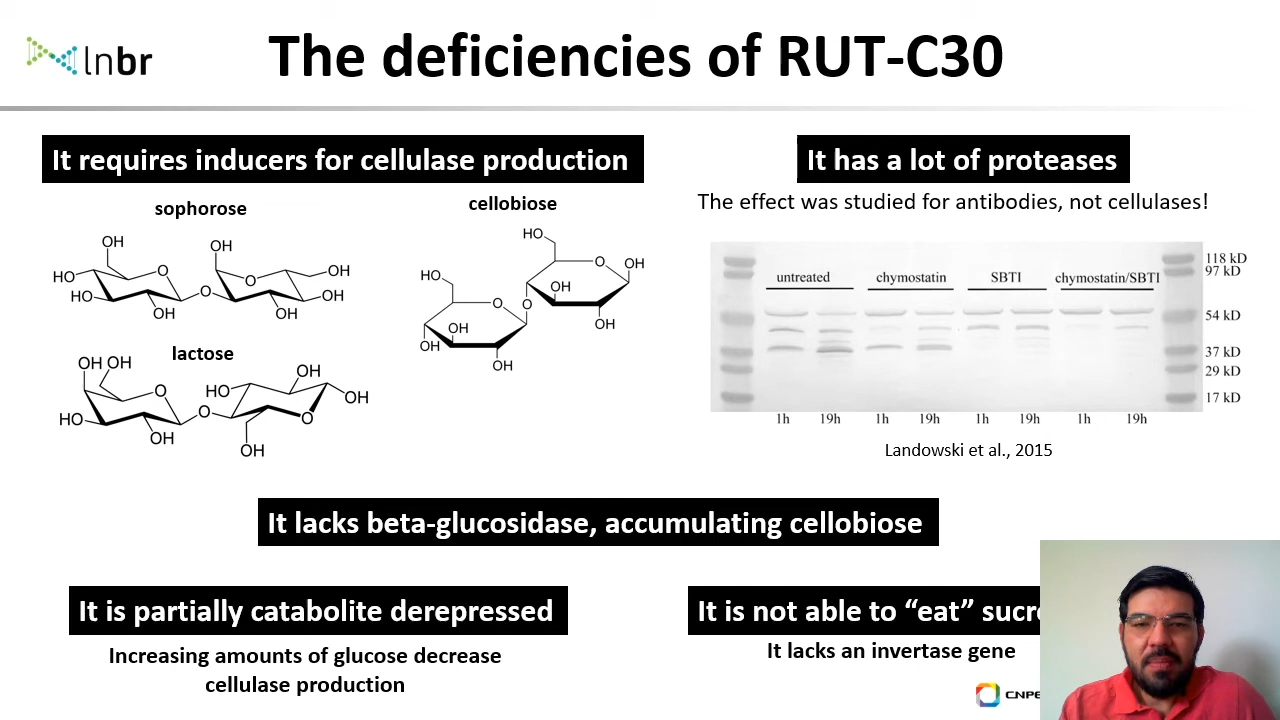 lnbr
The deficiencies of RUT-C30
It requires inducers for cellulase production
sophorose
cellobiose
OH
HO
HO
O
OH
O
OH
O
OH
OH
OH
HO
HO
OH
O
O
OH
OH
OH
O
OH
OH
OH
lactose
OH OH
HO
O
OH
O
HO
OH
OH
O
OH
It has a lot of proteases
The effect was studied for antibodies, not cellulases!
untreated
chymostatin
SBTI
chymostatin/SBTI
118 kD
97 kD
54 kD
37 kD
29 kD
17 kD
1h 19h 1h 19h 1h 19h 1h 19h
Landowski et al., 2015
It lacks beta-glucosidase, accumulating cellobiose
It is partially catabolite derepressed
Increasing amounts of glucose decrease
cellulase production
It is not able to “eat”
It lacks an invertase gene